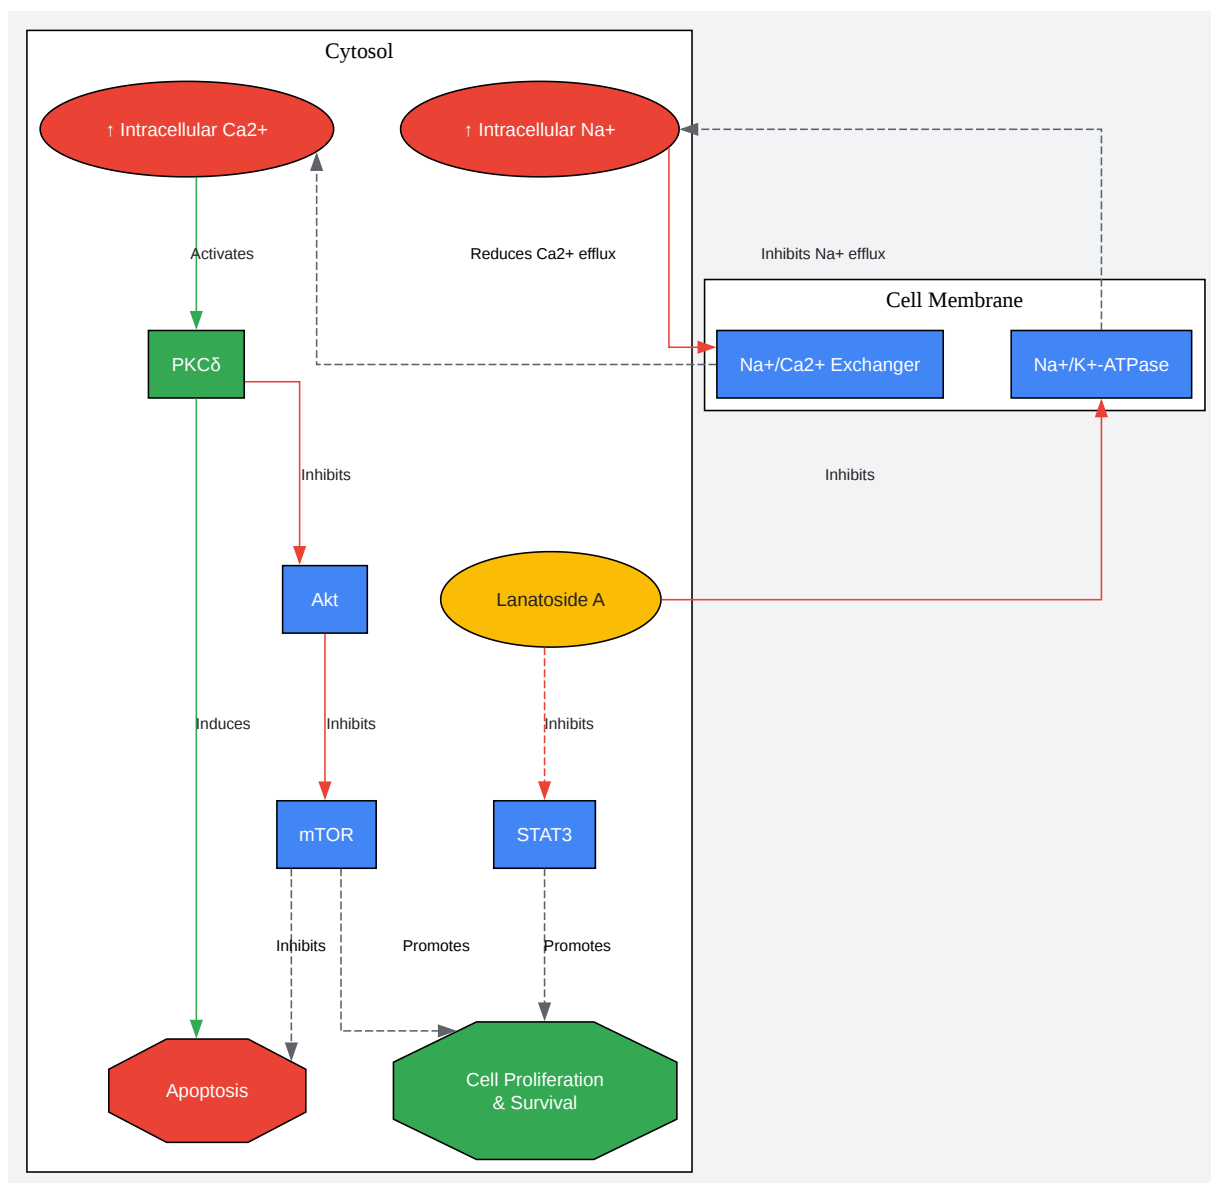 Cytosol
↑ Intracellular Ca2+
↑ Intracellular Na+
Activates
Reduces Ca2+ efflux
Inhibits Na+ efflux
Cell Membrane
PKCδ
Na+/Ca2+ Exchanger
Na+/K+-ATPase
Inhibits
Inhibits
Akt
Lanatoside A
Induces
Inhibits
Inhibits
mTOR
STAT3
Inhibits
Promotes
Promotes
Apoptosis
Cell Proliferation
& Survival